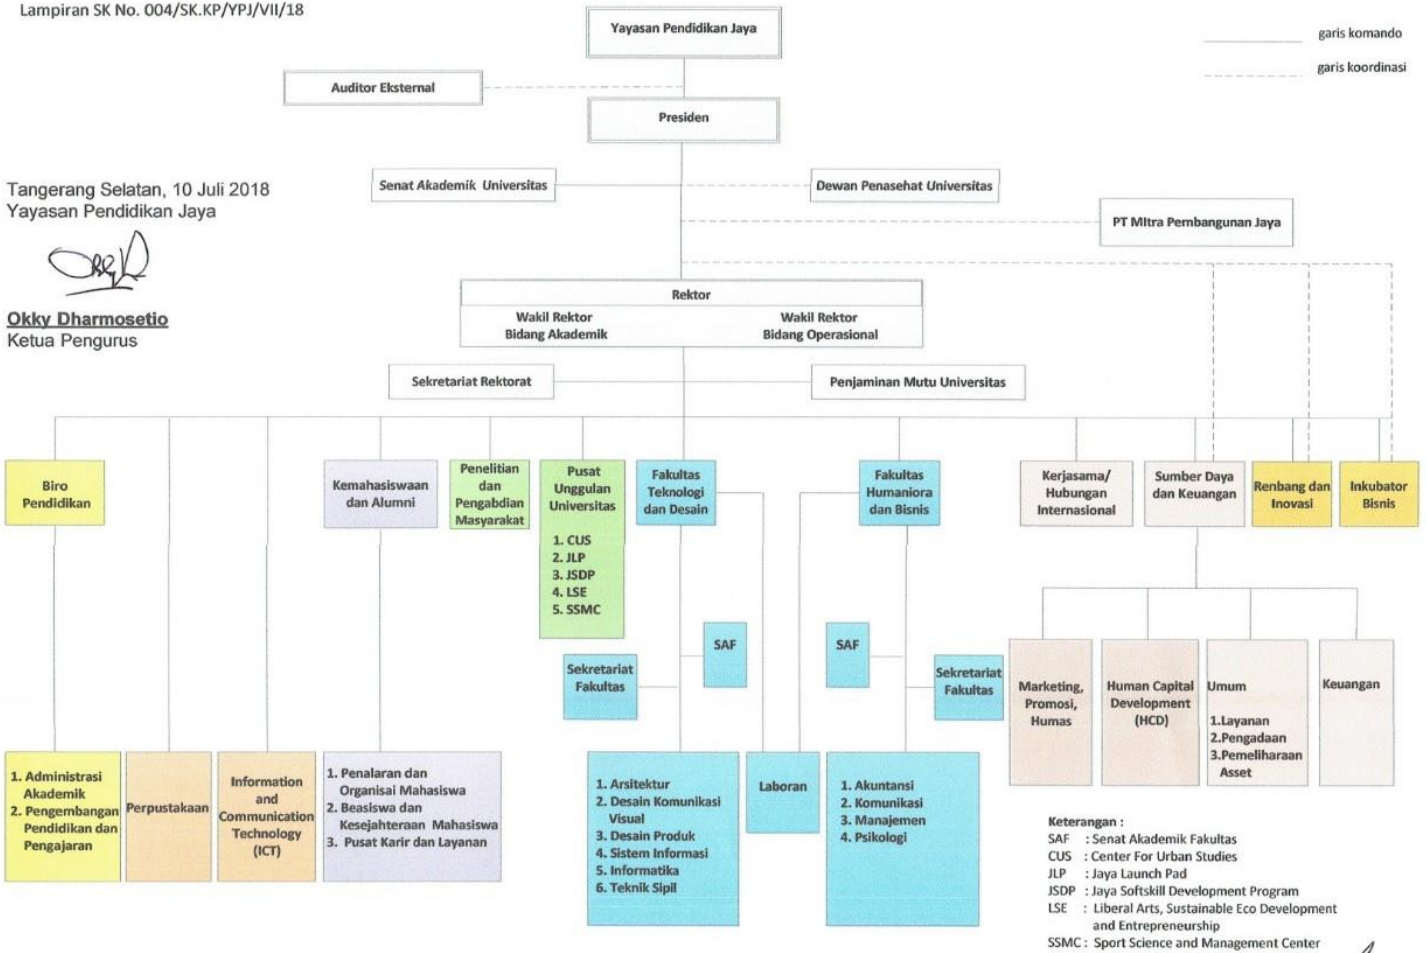 Lampiran SK No. 004/SK.KP/YPJ/VII/18
Yayasan Pendidikan Jaya
garis komando
garis koordinasi
Auditor Eksternal
Presiden
Tangerang Selatan, 10 Juli 2018
Yayasan Pendidikan Jaya
Okky Dharmosetio
Ketua Pengurus
Senat Akademik Universitas
Dewan Penasehat Universitas
PT MItra Pembangunan Jaya
Rektor
Wakil Rektor
Bidang Akademik
Wakil Rektor
Bidang Operasional
Sekretariat Rektorat
Penjaminan Mutu Universitas
Biro
Pendidikan
Kemahasiswaan
dan Alumni
Penelitian
dan
Pengabdian
Masyarakat
Pusat
Unggulan
Universitas
1. CUS
2. JLP
3. JSDP
4. LSE
5. SSMC
Fakultas
Teknologi
dan Desain
Fakultas
Humaniora
dan Bisnis
Kerjasama/
Hubungan
Internasional
Sumber Daya
dan Keuangan
Renbang dan
Inovasi
Inkubator
Bisnis
SAF
Sekretariat
Fakultas
SAF
Sekretariat
Fakultas
Marketing,
Promosi,
Humas
Human Capital
Development
(HCD)
Umum
1.Layanan
2.Pengadaan
3.Pemeliharaan
Asset
Keuangan
1. Administrasi
Akademik
2. Pengembangan
Pendidikan dan
Pengajaran
Perpustakaan
Information
and
Communication
Technology
(ICT)
1. Penalaran dan
Organisai Mahasiswa
2. Beasiswa dan
Kesejahteraan Mahasiswa
3. Pusat Karir dan Layanan
1. Arsitektur
2. Desain Komunikasi
Visual
3. Desain Produk
4. Sistem Informasi
5. Informatika
6. Teknik Sipil
Laboran
1. Akuntansi
2. Komunikasi
3. Manajemen
4. Psikologi
Keterangan :
SAF : Senat Akademik Fakultas
CUS : Center For Urban Studies
JLP : Jaya Launch Pad
JSDP : Jaya Softskill Development Program
LSE : Liberal Arts, Sustainable Eco Development
and Entrepreneurship
SSMC : Sport Science and Management Center